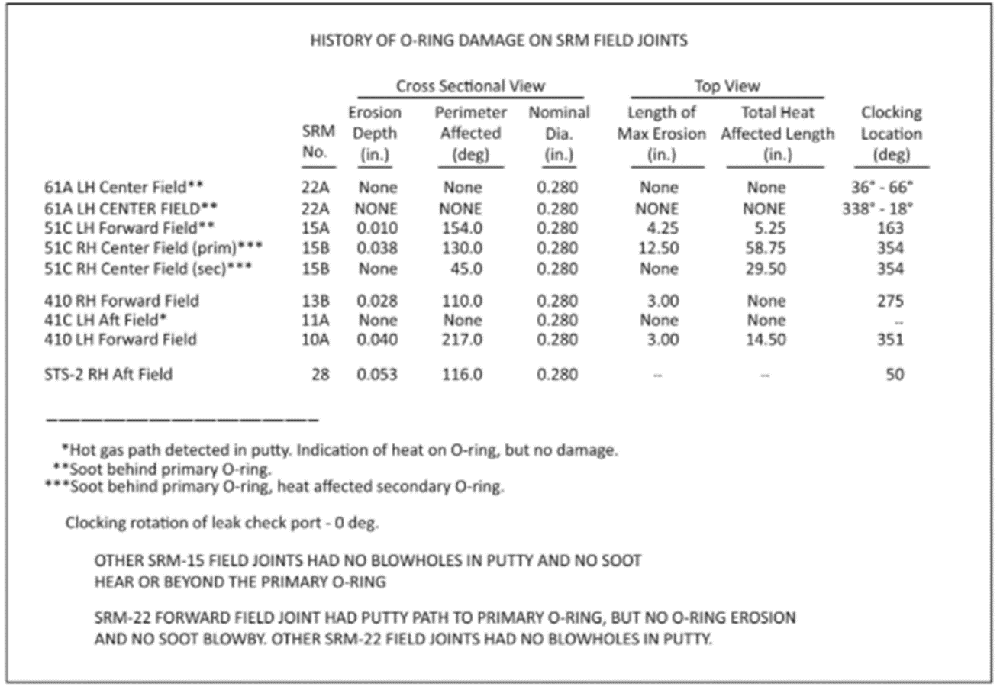 HISTORY OF O-RING DAMAGE ON SRM FIELD JOINTS
Cross Sectional View Top View
Erosion Perimeter Nominal Length of Total Heat Clocking
SRM Depth Affected Dia. Max Erosion Affected Length Location
No. (in.) (deg) (in.) (in.) (in.) (deg)
61A LH Center Field** 22A None None 0.280 None None 36° - 66°
61A LH CENTER FIELD** 22A NONE NONE 0.280 NONE NONE 338° - 18°
51C LH Forward Field** 15A 0.010 154.0 0.280 4.25 5.25 163
51C RH Center Field (prim)*** 15B 0.038 130.0 0.280 12.50 58.75 354
51C RH Center Field (sec)*** 15B None 45.0 0.280 None 29.50 354
410 RH Forward Field 13B 0.028 110.0 0.280 3.00 None 275
41C LH Aft Field* 11A None None 0.280 None None --
410 LH Forward Field 10A 0.040 217.0 0.280 3.00 14.50 351
STS-2 RH Aft Field 28 0.053 116.0 0.280 -- -- 50
*Hot gas path detected in putty. Indication of heat on O-ring, but no damage.
**Soot behind primary O-ring.
***Soot behind primary O-ring, heat affected secondary O-ring.
Clocking rotation of leak check port - 0 deg.
OTHER SRM-15 FIELD JOINTS HAD NO BLOWHOLES IN PUTTY AND NO SOOT
HEAR OR BEYOND THE PRIMARY O-RING
SRM-22 FORWARD FIELD JOINT HAD PUTTY PATH TO PRIMARY O-RING, BUT NO O-RING EROSION
AND NO SOOT BLOWBY. OTHER SRM-22 FIELD JOINTS HAD NO BLOWHOLES IN PUTTY.